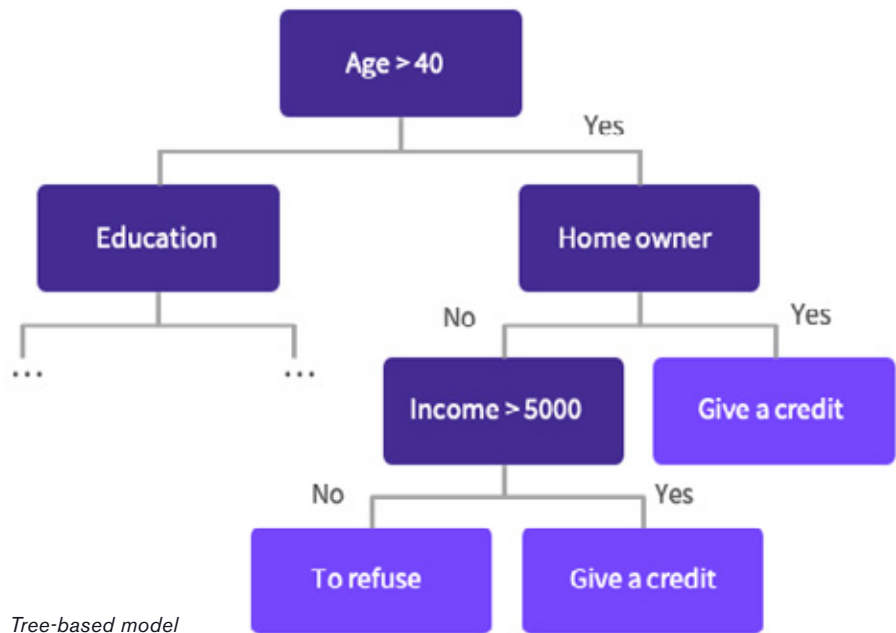 Age > 40
Yes
Education
Home owner
No
Yes
...
...
Income > 5000
Give a credit
No
Yes
To refuse
Give a credit
Tree-based model